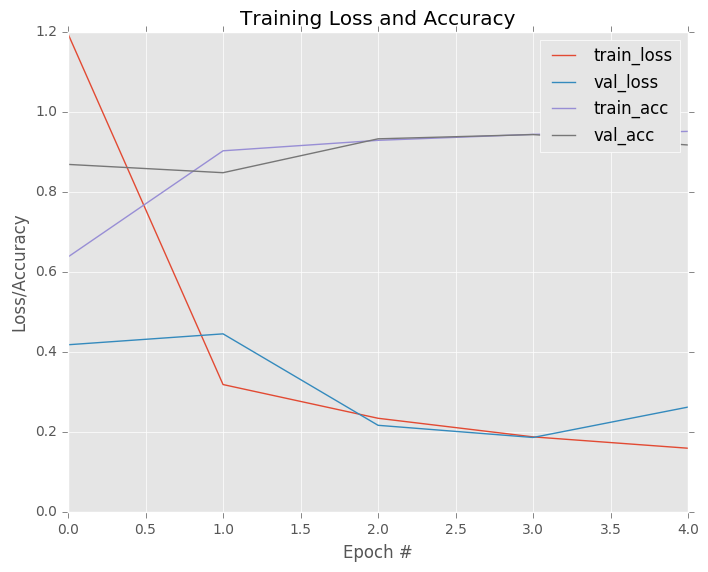 Training Loss and Accuracy
train_loss
val_loss
train_acc
val_acc
Loss/Accuracy
1.2
1.0
0.8
0.6
0.4
0.2
0.0
0.0 0.5 1.0 1.5 2.0 2.5 3.0 3.5 4.0
Epoch #